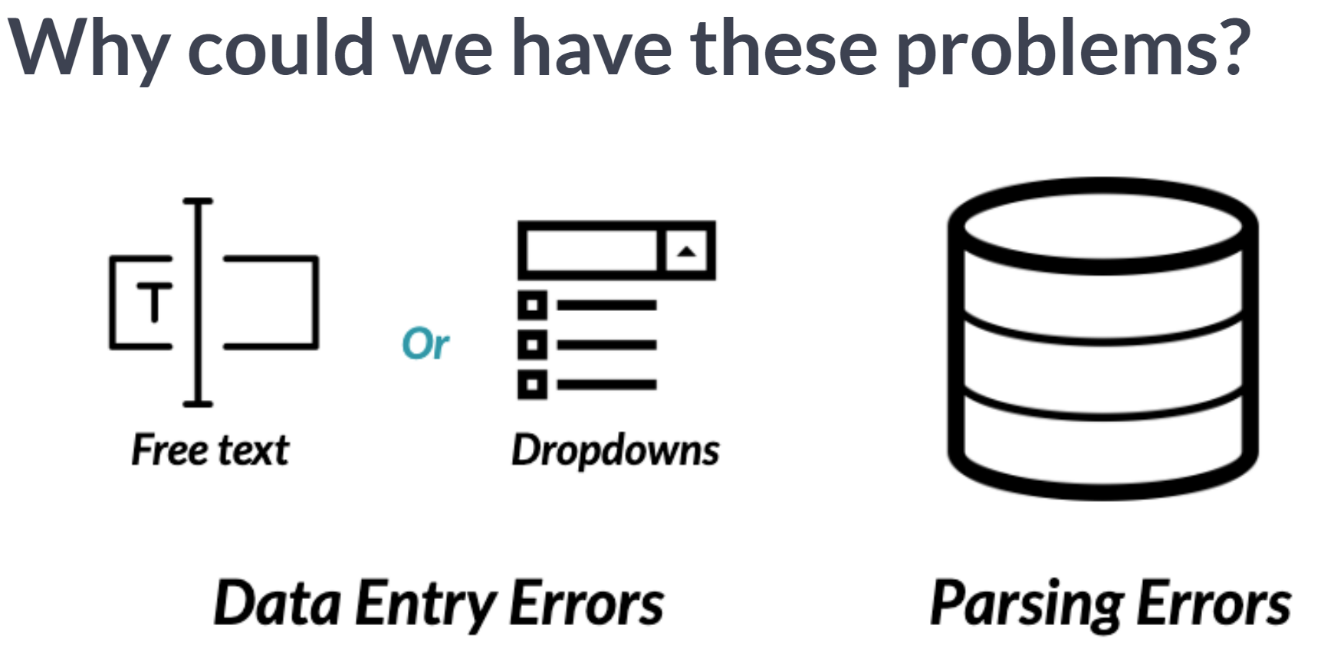 Why could we have these problems?
T
Or
Free text
Dropdowns
Data Entry Errors
Parsing Errors